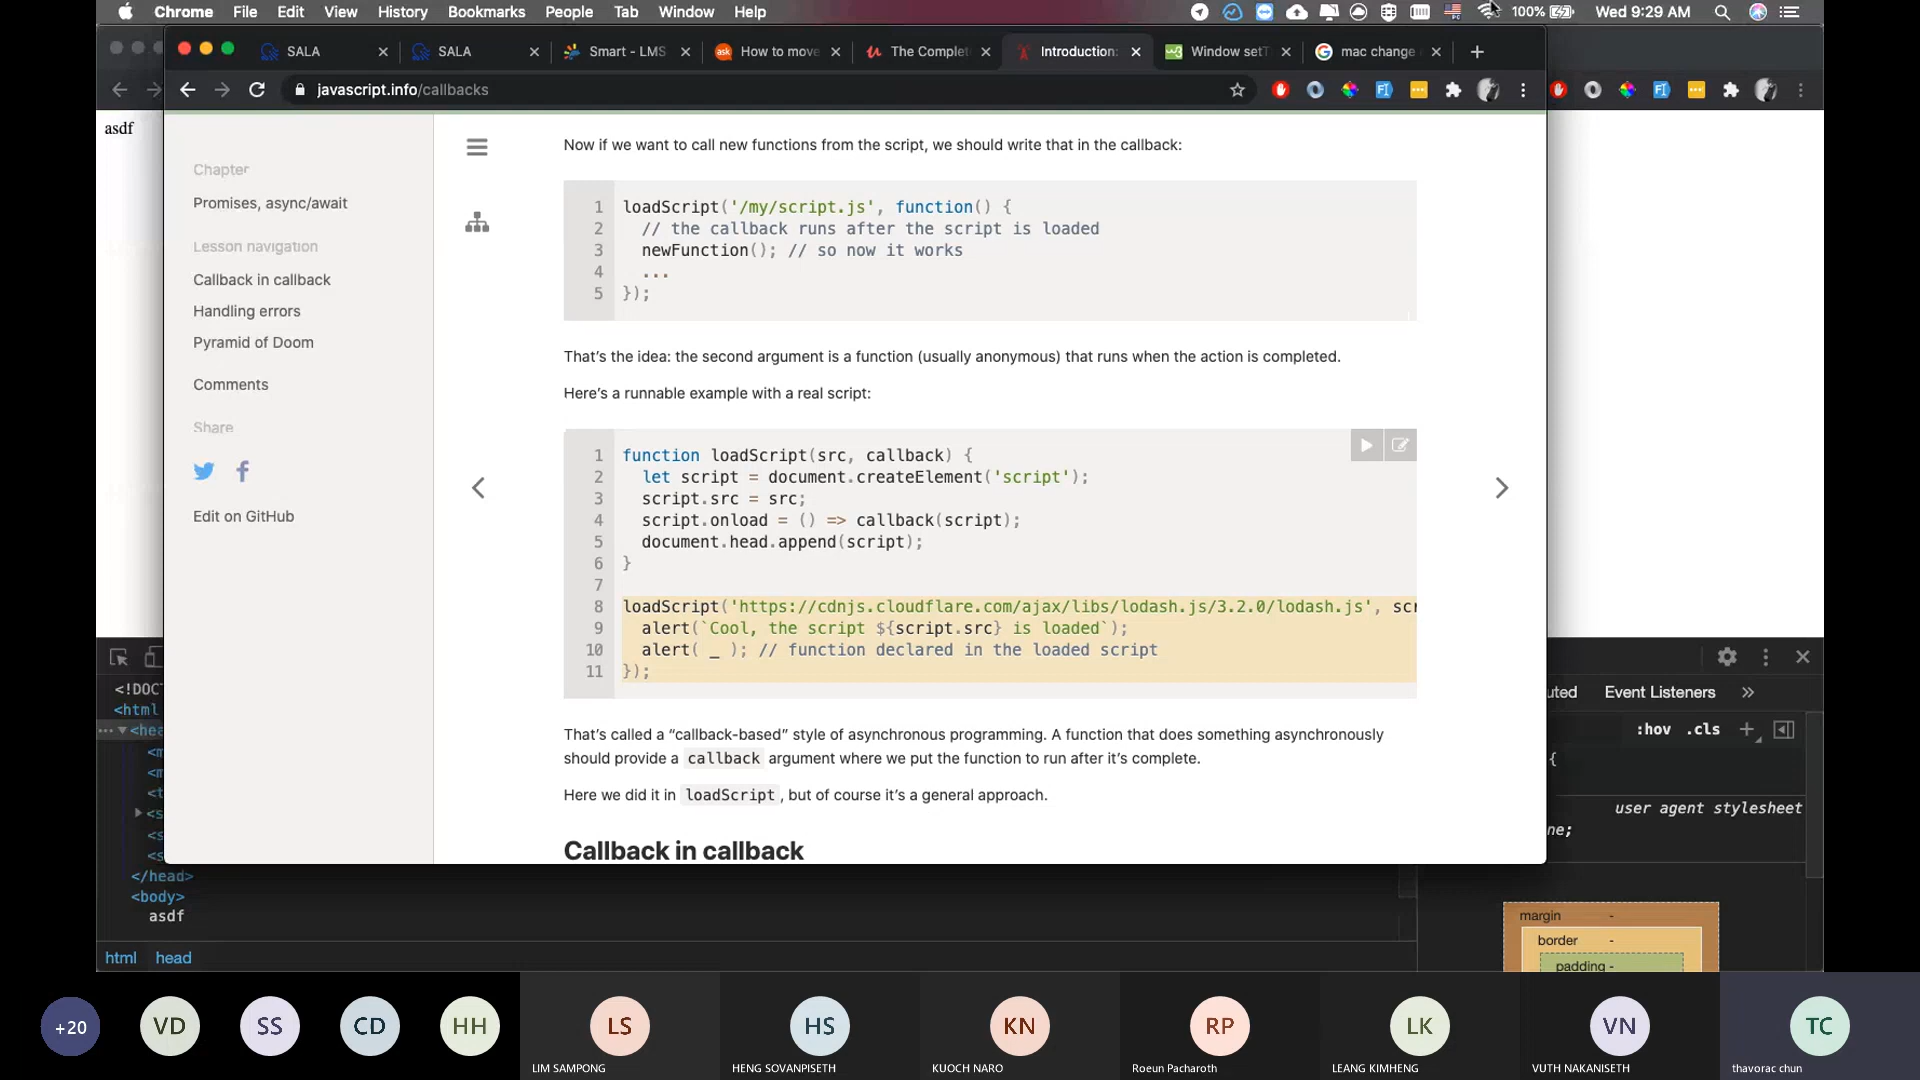 Chrome File Edit View History Bookmarks People Tab Window Help 100% Wed 9:29 AM
SALA SALA Smart - LMS How to move The Complet Introduction: Window setT mac change
javascript.info/callbacks
asdf
Chapter
Promises, async/await
Lesson navigation
Callback in callback
Handling errors
Pyramid of Doom
Comments
Share
Edit on GitHub
Now if we want to call new functions from the script, we should write that in the callback:
1 loadScript('/my/script.js', function() {
2 // the callback runs after the script is loaded
3 newFunction(); // so now it works
4 ...
5 });
That's the idea: the second argument is a function (usually anonymous) that runs when the action is completed.
Here's a runnable example with a real script:
1 function loadScript(src, callback) {
2 let script = document.createElement('script');
3 script.src = src;
4 script.onload = () => callback(script);
5 document.head.append(script);
6 }
7
8 loadScript('https://cdnjs.cloudflare.com/ajax/libs/lodash.js/3.2.0/lodash.js', scr
9 alert(`Cool, the script ${script.src} is loaded`);
10 alert( _ ); // function declared in the loaded script
11 });
That's called a “callback-based” style of asynchronous programming. A function that does something asynchronously
should provide a callback argument where we put the function to run after it's complete.
Here we did it in loadScript, but of course it's a general approach.
Callback in callback
<!DOC
<html
<hea
<m
<m
<t
<s
<s
<s
</head>
<body>
asdf
html head
uted Event Listeners »
:hov .cls +
{
user agent stylesheet
ne;
margin -
border -
padding -
+20 VD SS CD HH LS HS KN RP LK VN TC
LIM SAMPONG HENG SOVANPISETH KUOCH NARO Roeun Pacharoth LEANG KIMHENG VUTH NAKANISETH thavorac chun